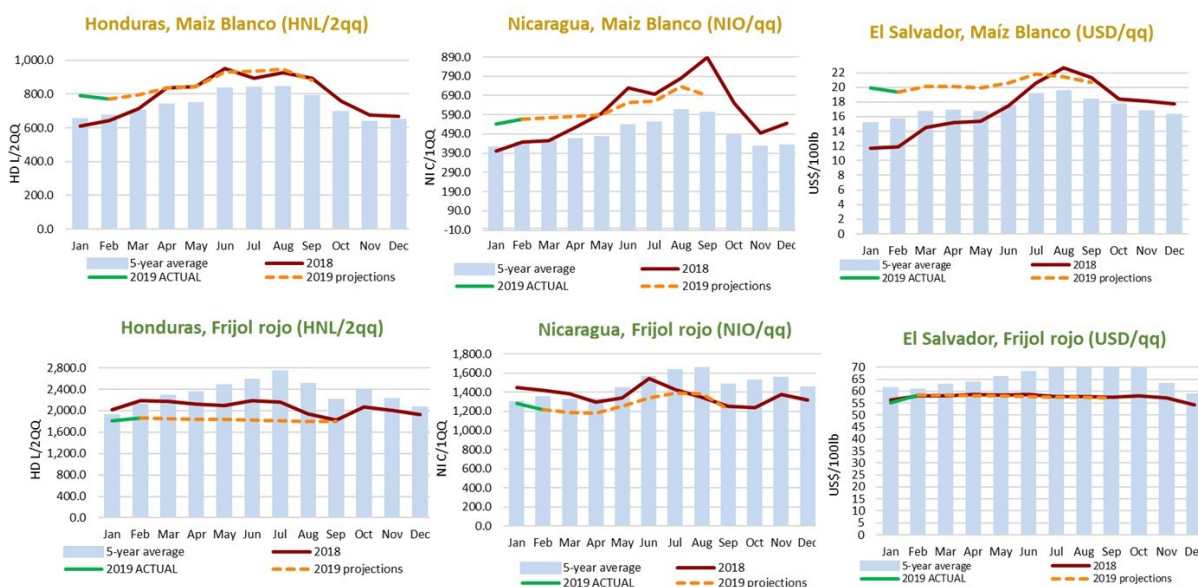 Honduras, Maiz Blanco (HNL/2qq)
HD L/2QQ
1,000.0
800.0
600.0
400.0
200.0
0.0
Jan Feb Mar Apr May Jun Jul Aug Sep Oct Nov Dec
5-year average 2018
2019 ACTUAL 2019 projections
Nicaragua, Maiz Blanco (NIO/qq)
NI C/1QQ
890.0
790.0
690.0
590.0
490.0
390.0
290.0
190.0
90.0
-10.0
Jan Feb Mar Apr May Jun Jul Aug Sep Oct Nov Dec
5-year average 2018
2019 ACTUAL 2019 projections
El Salvador, Maíz Blanco (USD/qq)
US$/100lb
22
20
18
16
14
12
10
8
6
4
2
0
Jan Feb Mar Apr May Jun Jul Aug Sep Oct Nov Dec
5-year average 2018
2019 ACTUAL 2019 projections
Honduras, Frijol rojo (HNL/2qq)
HD L/2QQ
2,800.0
2,400.0
2,000.0
1,600.0
1,200.0
800.0
400.0
0.0
Jan Feb Mar Apr May Jun Jul Aug Sep Oct Nov Dec
5-year average 2018
2019 ACTUAL 2019 projections
Nicaragua, Frijol rojo (NIO/qq)
NI C/1QQ
1,800.0
1,600.0
1,400.0
1,200.0
1,000.0
800.0
600.0
400.0
200.0
0.0
Jan Feb Mar Apr May Jun Jul Aug Sep Oct Nov Dec
5-year average 2018
2019 ACTUAL 2019 projections
El Salvador, Frijol rojo (USD/qq)
US$/100lb
70
65
60
55
50
45
40
35
30
25
20
15
10
5
0
Jan Feb Mar Apr May Jun Jul Aug Sep Oct Nov De
5-year average 2018
2019 ACTUAL 2019 projections